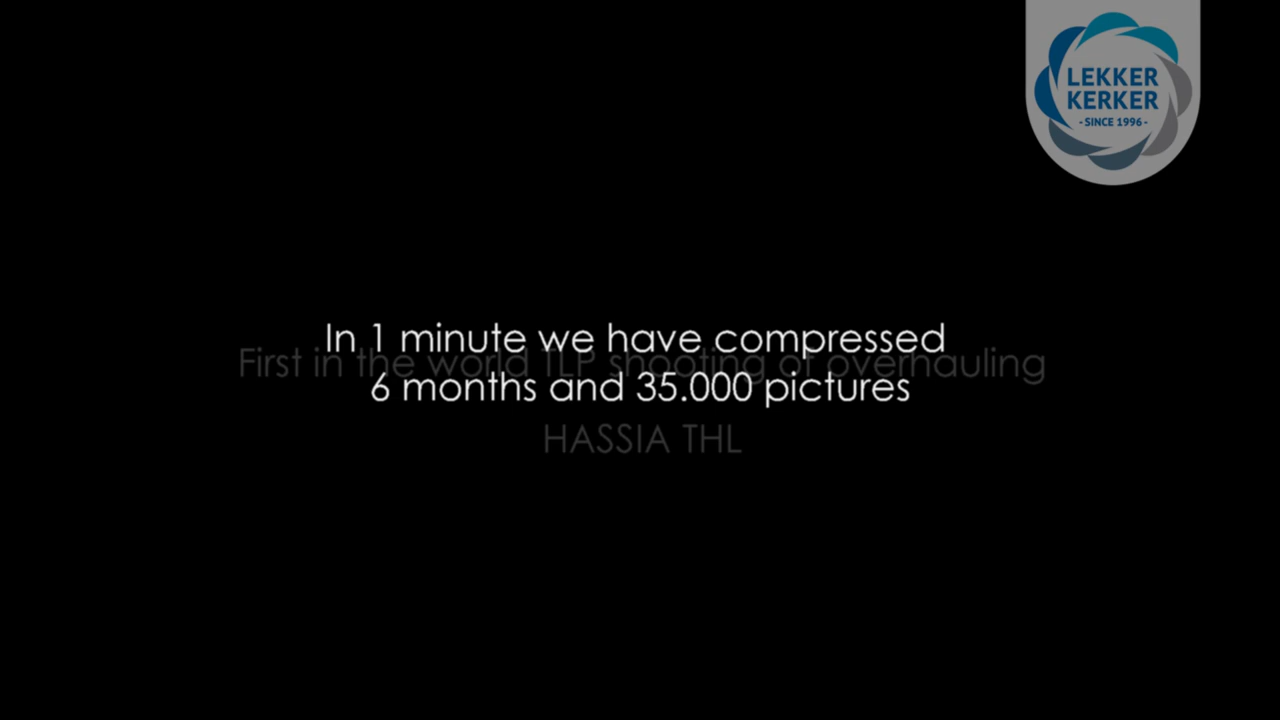 LEKKER
KERKER
- SINCE 1996 -
In 1 minute we have compressed
First in the world TLP shooting of overhauling
6 months and 35.000 pictures
HASSIA THL